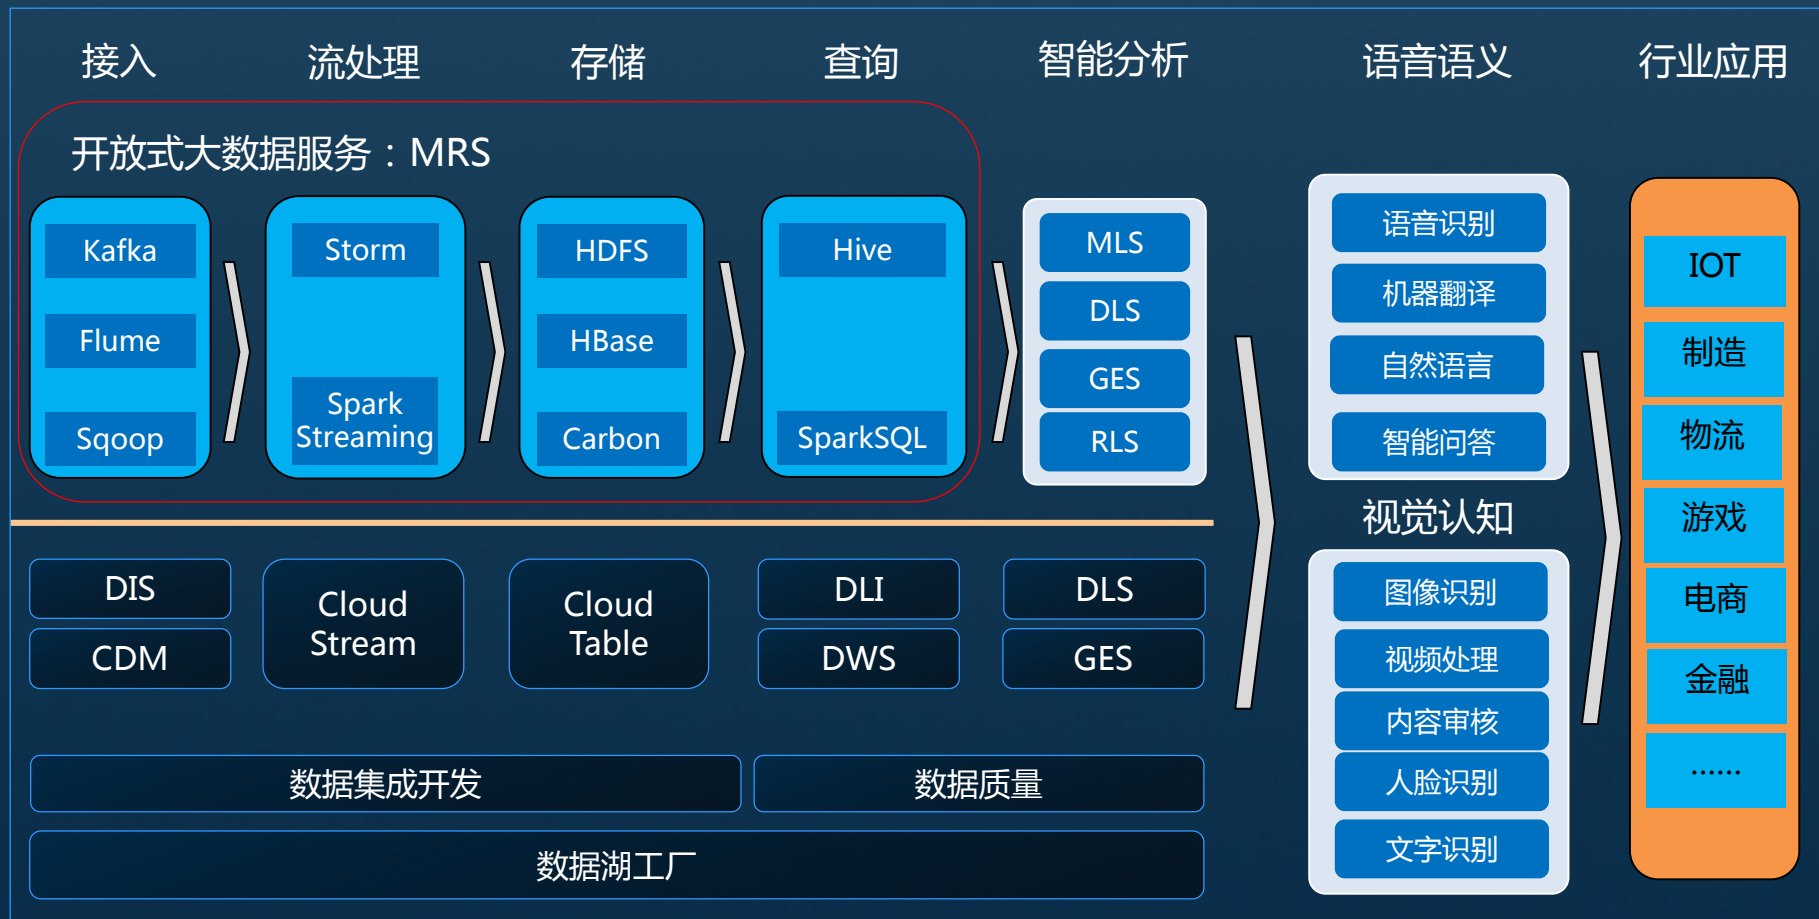 接入
流处理
存储
查询
智能分析
语音语义
行业应用
开放式大数据服务：MRS
Kafka
Flume
Sqoop
Storm
Spark
Streaming
HDFS
HBase
Carbon
Hive
SparkSQL
MLS
DLS
GES
RLS
语音识别
机器翻译
自然语言
智能问答
视觉认知
图像识别
视频处理
内容审核
人脸识别
文字识别
IOT
制造
物流
游戏
电商
金融
......
DIS
CDM
Cloud
Stream
Cloud
Table
DLI
DWS
DLS
GES
数据集成开发
数据质量
数据湖工厂